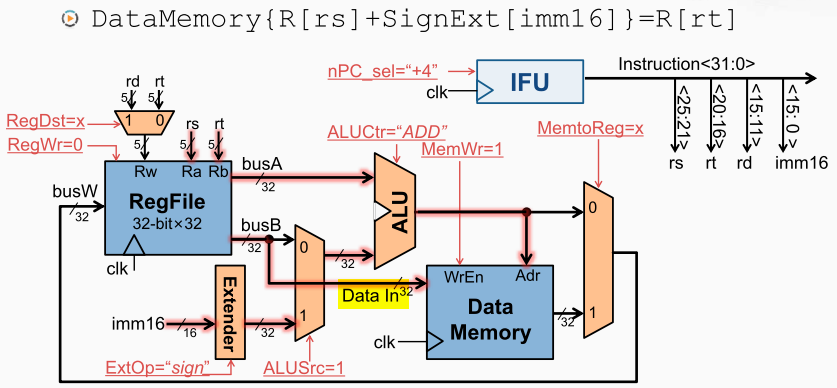 DataMemory{R[rs]+SignExt[imm16]}=R[rt]
nPC_sel="+4"
clk
IFU
Instruction<31:0>
<25:21>
<20:16>
<15:11>
<15: 0>
rs
rt
rd
imm16
rd
rt
5
5
RegDst=x
1
0
RegWr=0
5
rs
rt
5
5
ALUCtr="ADD"
MemWr=1
MemtoReg=x
busW
32
Rw
Ra
Rb
RegFile
32-bit×32
clk
busA
32
busB
32
0
1
32
ALU
0
1
imm16
16
Extender
32
Data In
32
WrEn
Adr
Data
Memory
clk
32
ExtOp="sign"
ALUSrc=1